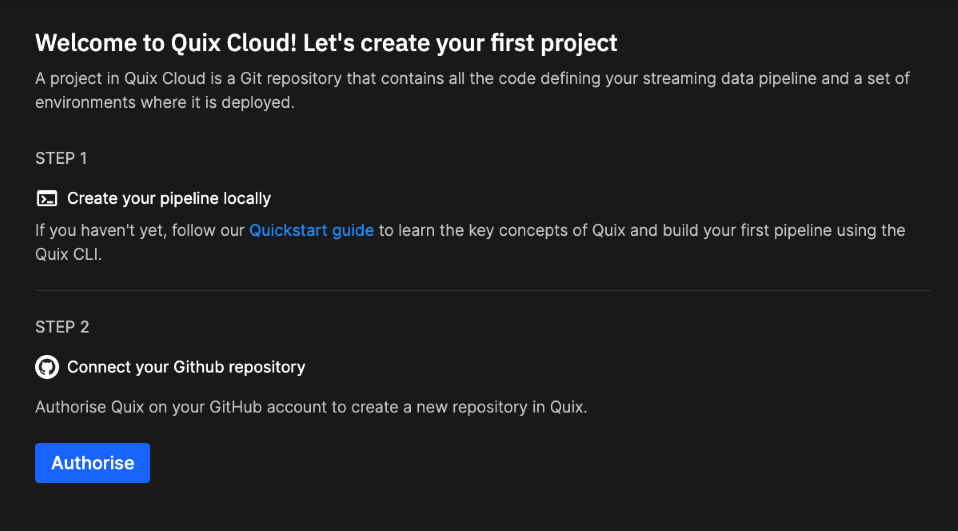 Welcome to Quix Cloud! Let's create your first project
A project in Quix Cloud is a Git repository that contains all the code defining your streaming data pipeline and a set of
environments where it is deployed.
STEP 1
Create your pipeline locally
If you haven't yet, follow our Quickstart guide to learn the key concepts of Quix and build your first pipeline using the
Quix CLI.
STEP 2
Connect your Github repository
Authorise Quix on your GitHub account to create a new repository in Quix.
Authorise